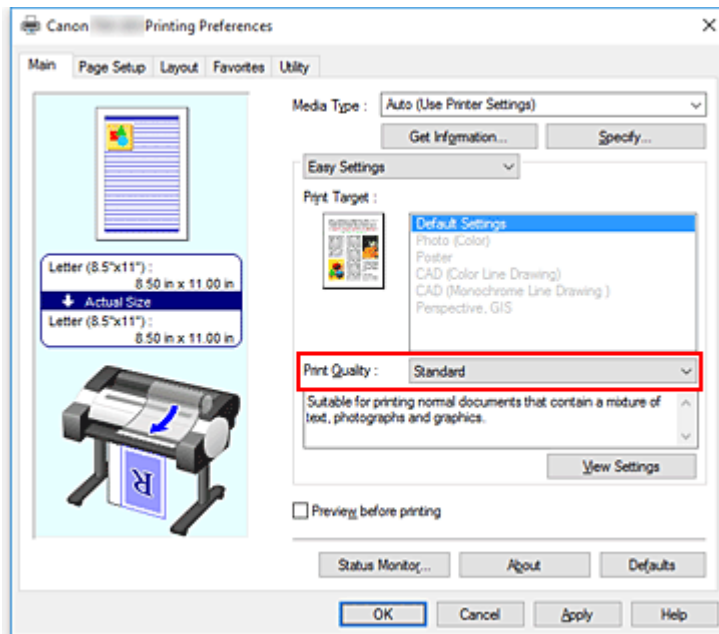 Canon Printing Preferences
Main Page Setup Layout Favorites Utility
Media Type : Auto (Use Printer Settings)
Get Information... Specify...
Easy Settings
Print Target :
Default Settings
Photo (Color)
Poster
CAD (Color Line Drawing)
CAD (Monochrome Line Drawing )
Perspective, GIS
Letter (8.5"x11") :
8.50 in x 11.00 in
Actual Size
Letter (8.5"x11") :
8.50 in x 11.00 in
Print Quality : Standard
Suitable for printing normal documents that contain a mixture of
text, photographs and graphics.
R
View Settings
Preview before printing
Status Monitor... About Defaults
OK Cancel Apply Help